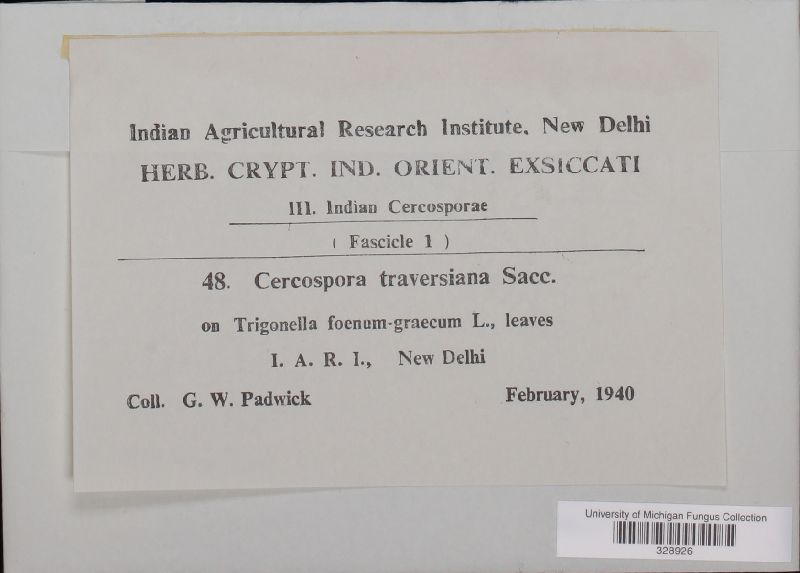 Indian Agricultural Research Institute, New Delhi
HERB. CRYPT. IND. ORIENT. EXSICCATI
III. Indian Cercosporae
( Fascicle 1 )
48. Cercospora traversiana Sacc.
on Trigonella foenum-graecum L., leaves
I. A. R. I., New Delhi
Coll. G. W. Padwick February, 1940
University of Michigan Fungus Collection
328926